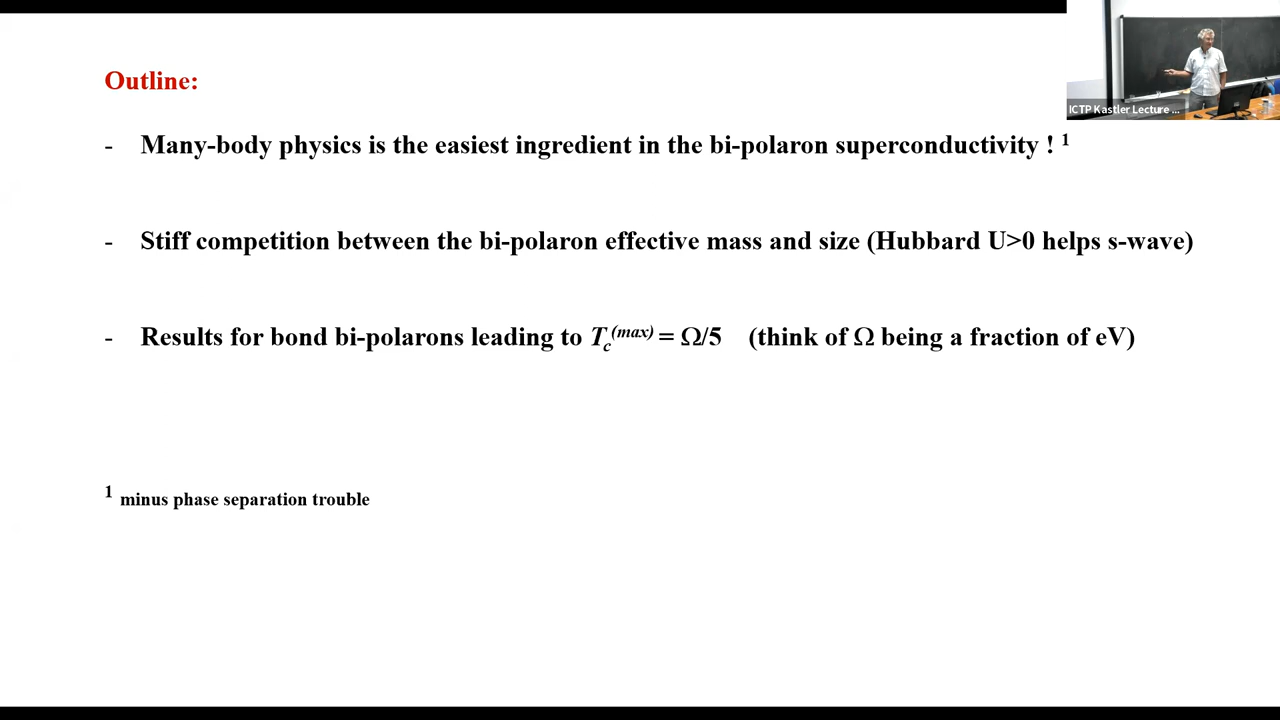 ICTP Kastler Lecture ...
Outline:
- Many-body physics is the easiest ingredient in the bi-polaron superconductivity ! 1
- Stiff competition between the bi-polaron effective mass and size (Hubbard U>0 helps s-wave)
- Results for bond bi-polarons leading to Tc(max) = Ω/5 (think of Ω being a fraction of eV)
1 minus phase separation trouble